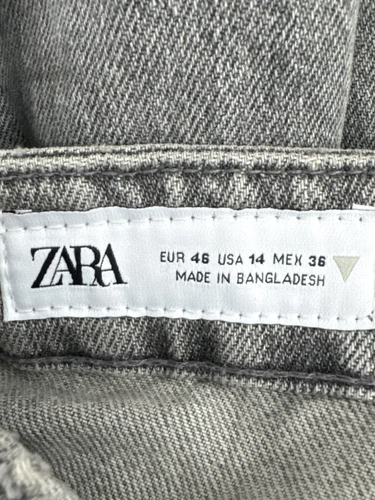 ZARA
EUR 46 USA 14 MEX 36
MADE IN BANGLADESH